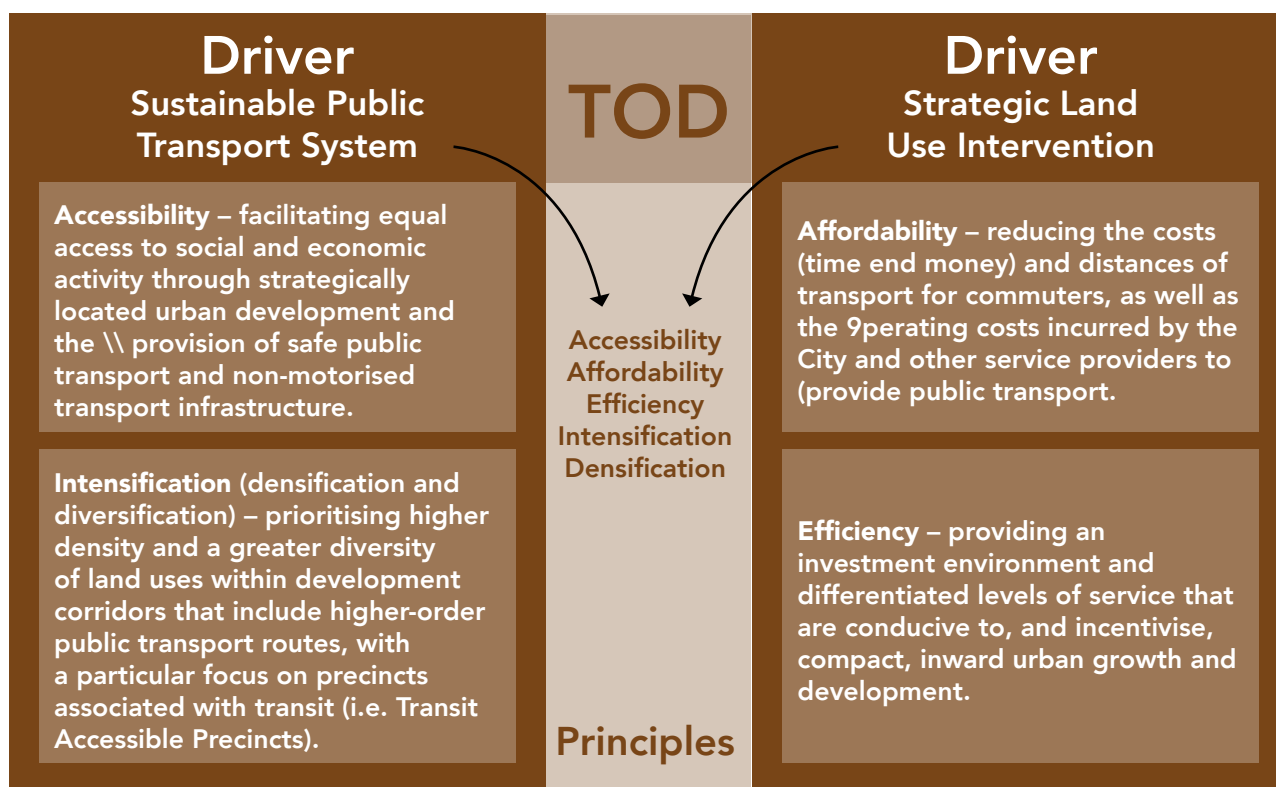 Driver
Sustainable Public
Transport System
Accessibility – facilitating equal
access to social and economic
activity through strategically
located urban development and
the \\ provision of safe public
transport and non-motorised
transport infrastructure.
Intensification (densification and
diversification) – prioritising higher
density and a greater diversity
of land uses within development
corridors that include higher-order
public transport routes, with
a particular focus on precincts
associated with transit (i.e. Transit
Accessible Precincts).
TOD
Accessibility
Affordability
Efficiency
Intensification
Densification
Principles
Driver
Strategic Land
Use Intervention
Affordability – reducing the costs
(time end money) and distances of
transport for commuters, as well as
the 9perating costs incurred by the
City and other service providers to
(provide public transport.
Efficiency – providing an
investment environment and
differentiated levels of service that
are conducive to, and incentivise,
compact, inward urban growth and
development.